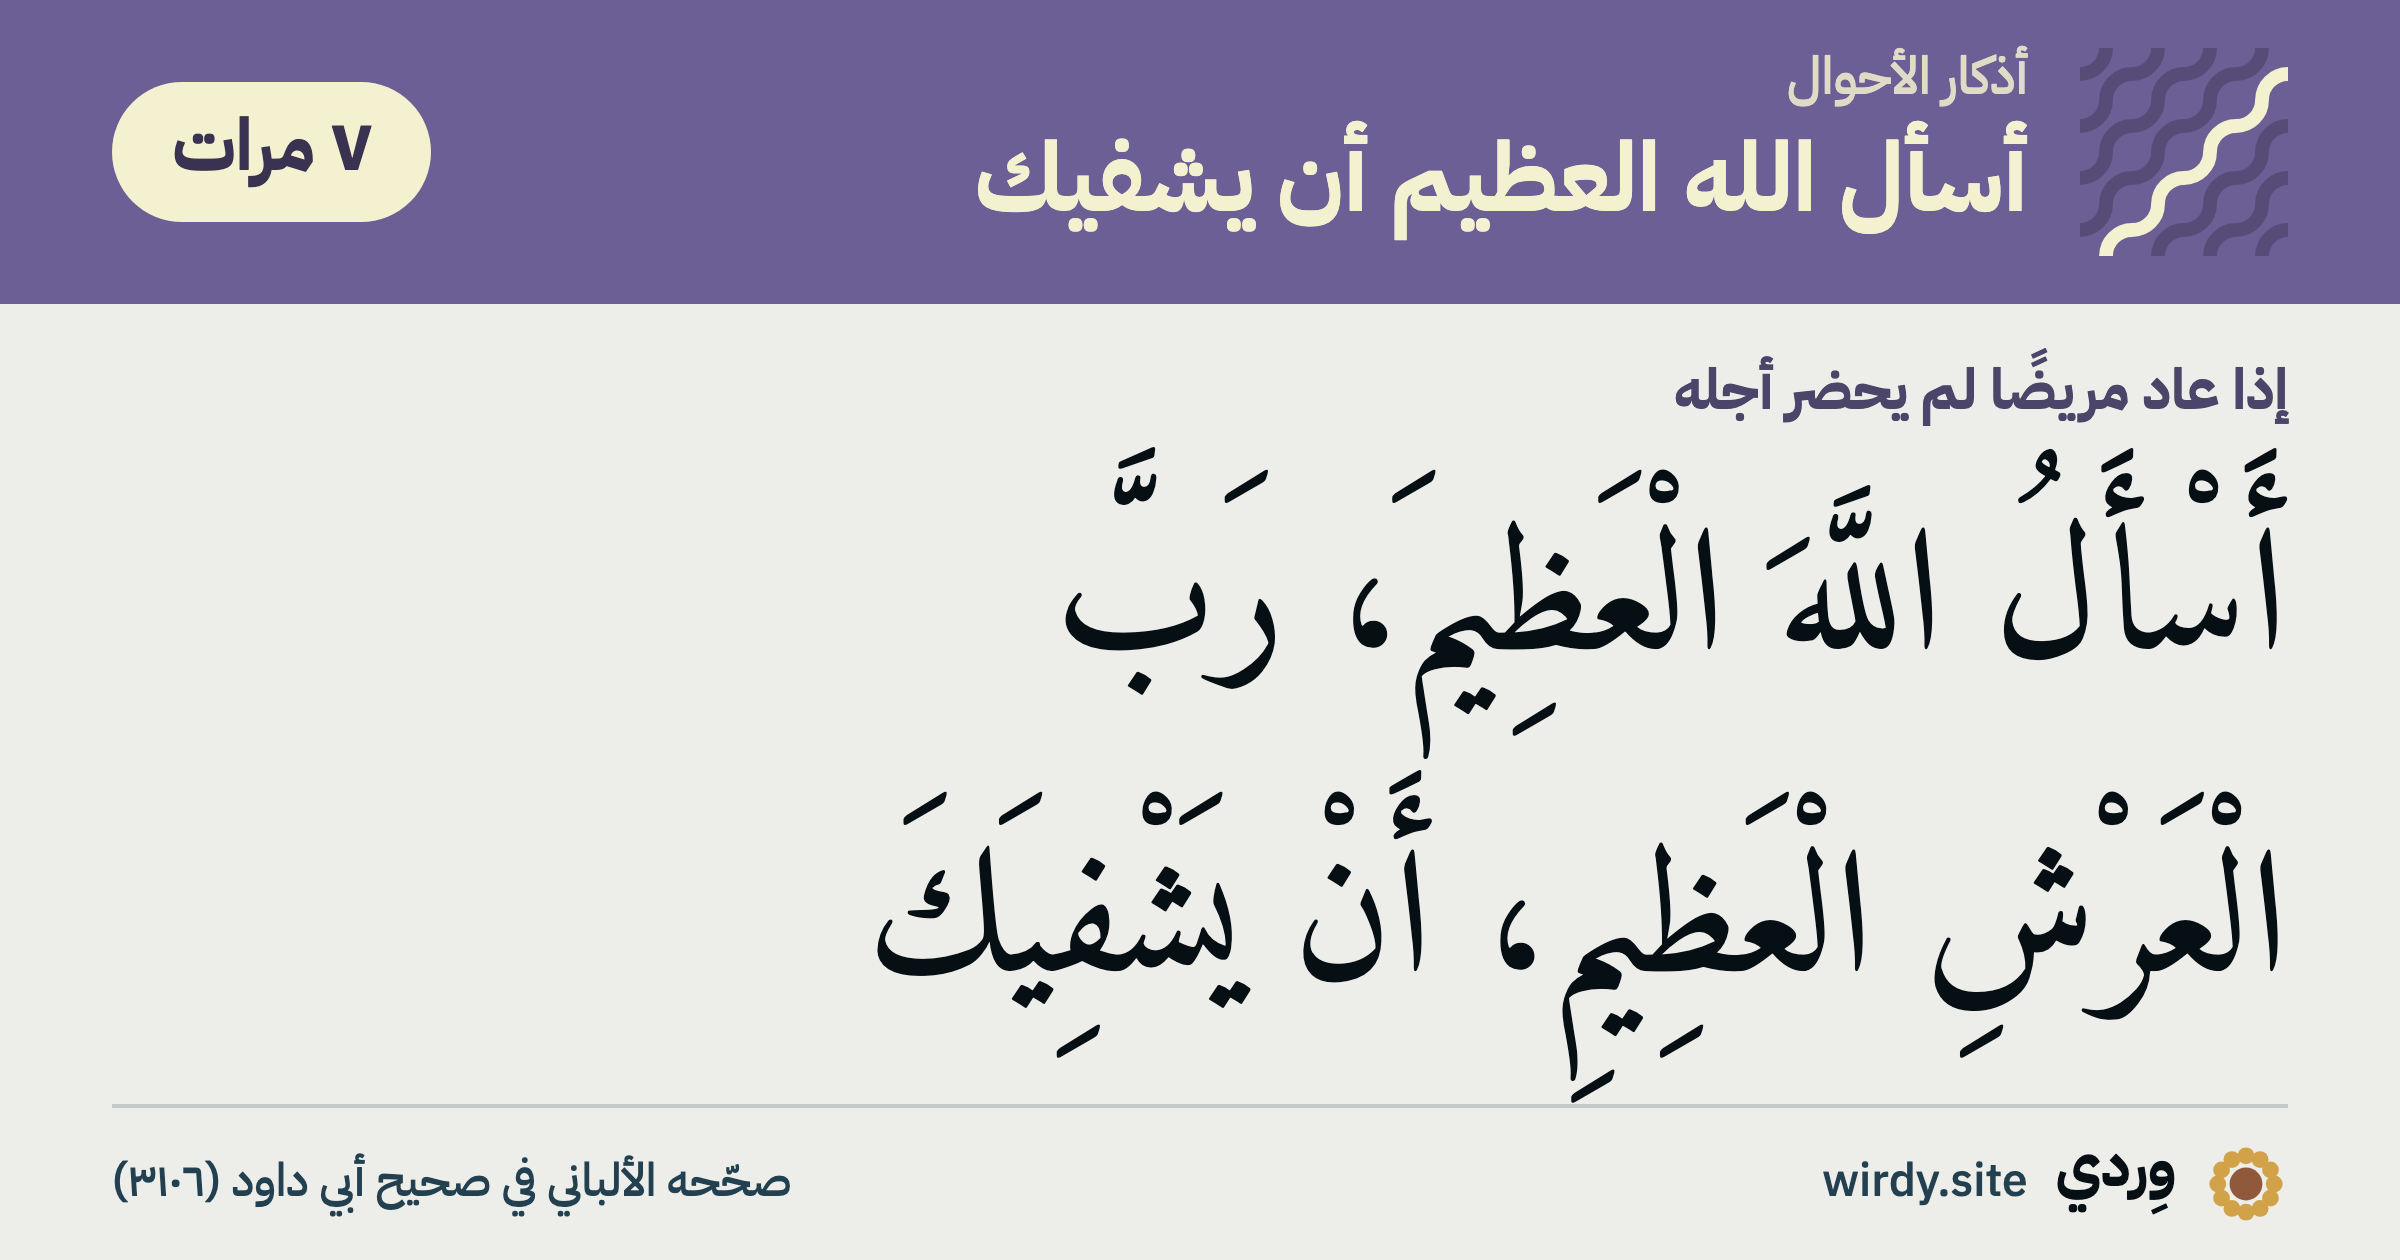 أذكار الأحوال
أسأل الله العظيم أن يشفيك
٧ مرات
إذا عاد مريضًا لم يحضر أجله
أَسْأَلُ اللَّهَ الْعَظِيمَ، رَبَّ
الْعَرْشِ الْعَظِيمِ، أَنْ يَشْفِيَكَ
وِردي wirdy.site
صحّحه الألباني في صحيح أبي داود (٣١٠٦)